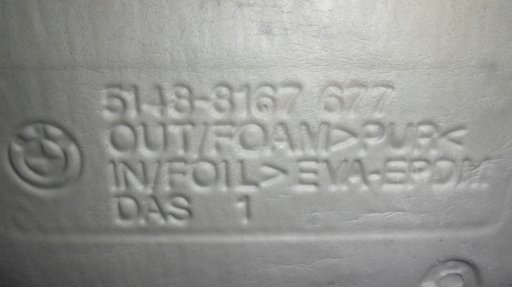 5148-8167 677
OUT/FOAM>PUR<
IN/FOIL>EVA-EPDM
DAS 1